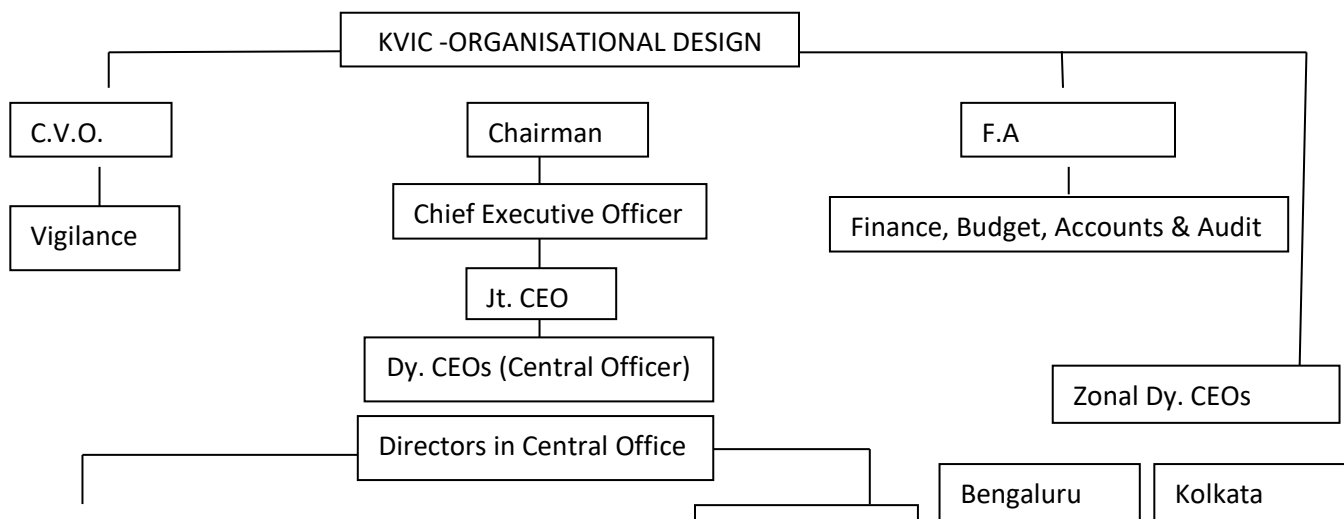 KVIC -ORGANISATIONAL DESIGN
C.V.O.
Chairman
F.A
Vigilance
Chief Executive Officer
Finance, Budget, Accounts & Audit
Jt. CEO
Dy. CEOs (Central Officer)
Zonal Dy. CEOs
Directors in Central Office
Bengaluru
Kolkata